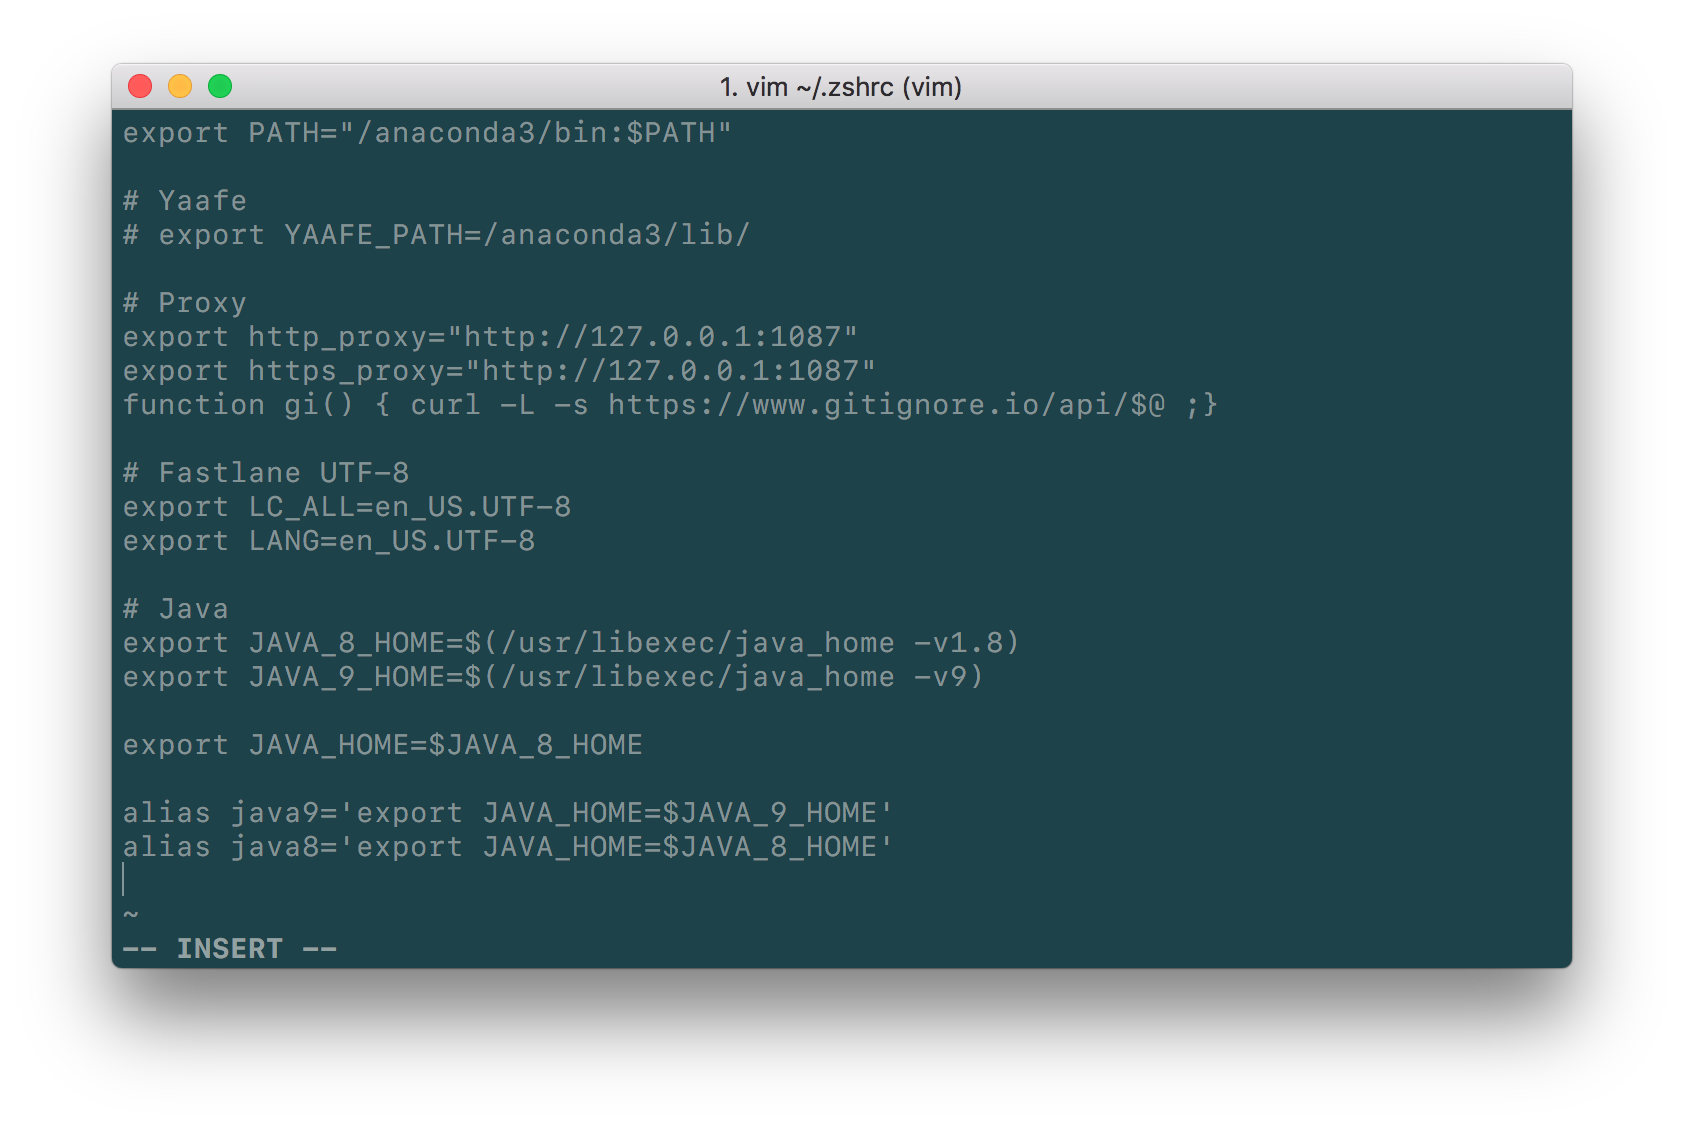 1. vim ~/.zshrc (vim)
export PATH="/anaconda3/bin:$PATH"
# Yaafe
# export YAAFE_PATH=/anaconda3/lib/
# Proxy
export http_proxy="http://127.0.0.1:1087"
export https_proxy="http://127.0.0.1:1087"
function gi() { curl -L -s https://www.gitignore.io/api/$@ ;}
# Fastlane UTF-8
export LC_ALL=en_US.UTF-8
export LANG=en_US.UTF-8
# Java
export JAVA_8_HOME=$(/usr/libexec/java_home -v1.8)
export JAVA_9_HOME=$(/usr/libexec/java_home -v9)
export JAVA_HOME=$JAVA_8_HOME
alias java9='export JAVA_HOME=$JAVA_9_HOME'
alias java8='export JAVA_HOME=$JAVA_8_HOME'
~
-- INSERT --